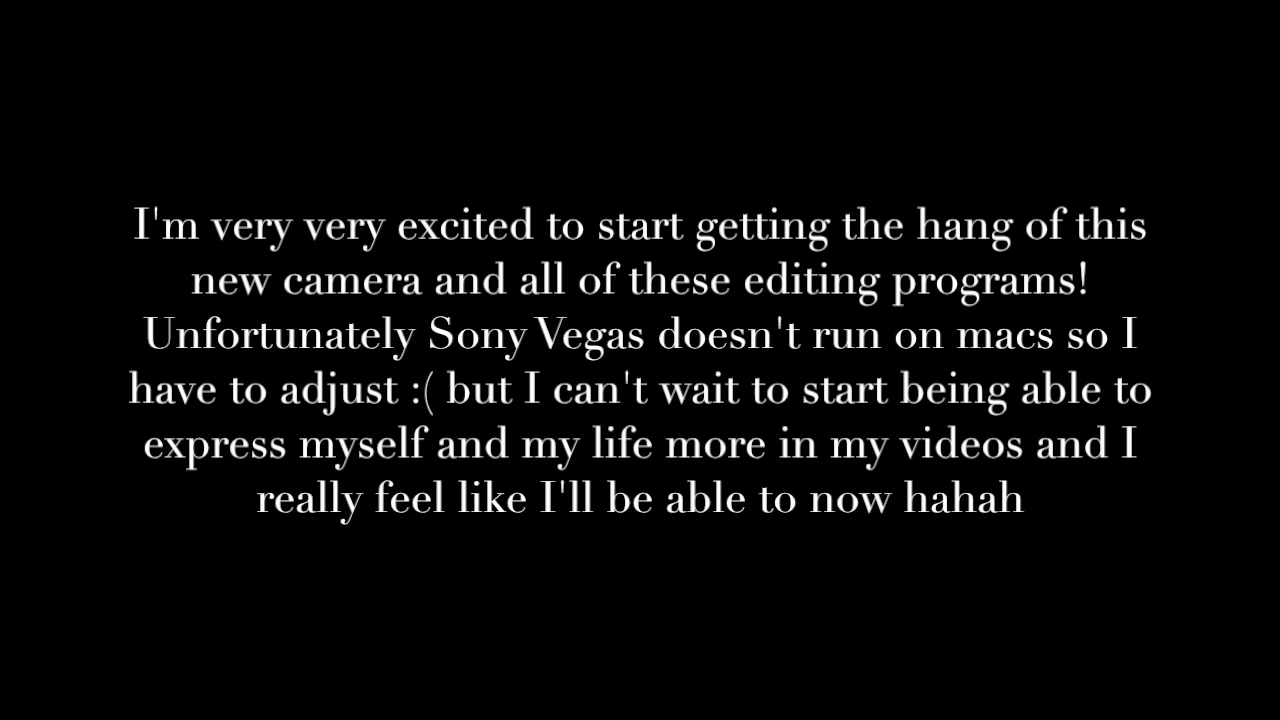 I'm very very excited to start getting the hang of this
new camera and all of these editing programs!
Unfortunately Sony Vegas doesn't run on macs so I
have to adjust :( but I can't wait to start being able to
express myself and my life more in my videos and I
really feel like I'll be able to now hahah